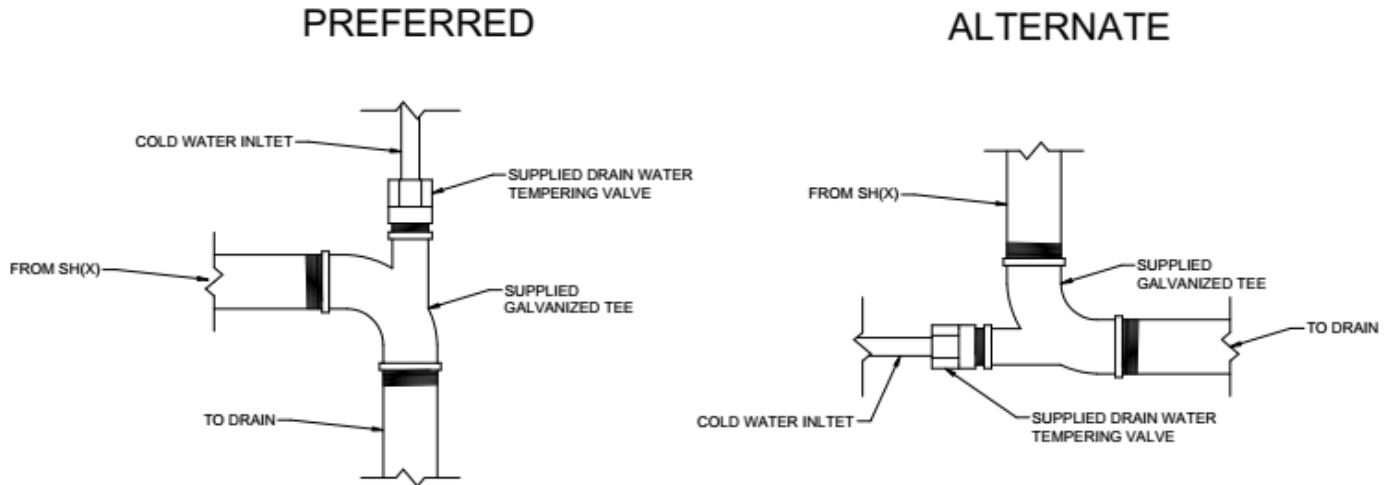 PREFERRED
COLD WATER INLTET
SUPPLIED DRAIN WATER
TEMPERING VALVE
FROM SH(X)
SUPPLIED
GALVANIZED TEE
TO DRAIN
ALTERNATE
FROM SH(X)
SUPPLIED
GALVANIZED TEE
TO DRAIN
COLD WATER INLTET
SUPPLIED DRAIN WATER
TEMPERING VALVE